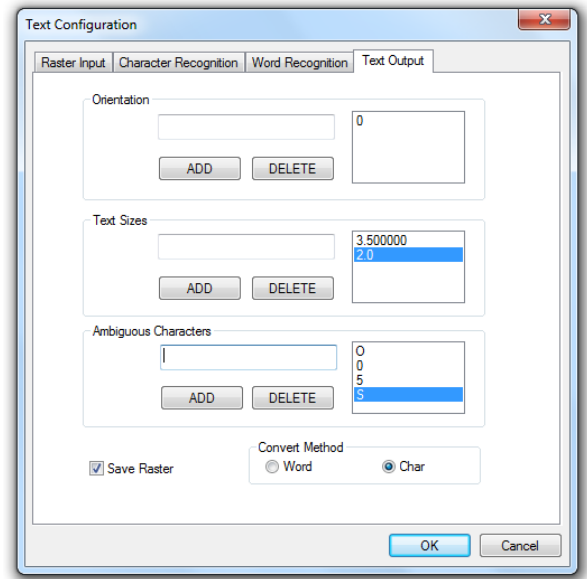 Text Configuration
Raster Input Character Recognition Word Recognition Text Output
Orientation
0
ADD DELETE
Text Sizes
3.500000
2.0
ADD DELETE
Ambiguous Characters
O
0
5
S
ADD DELETE
Convert Method
Save Raster Word Char
OK Cancel